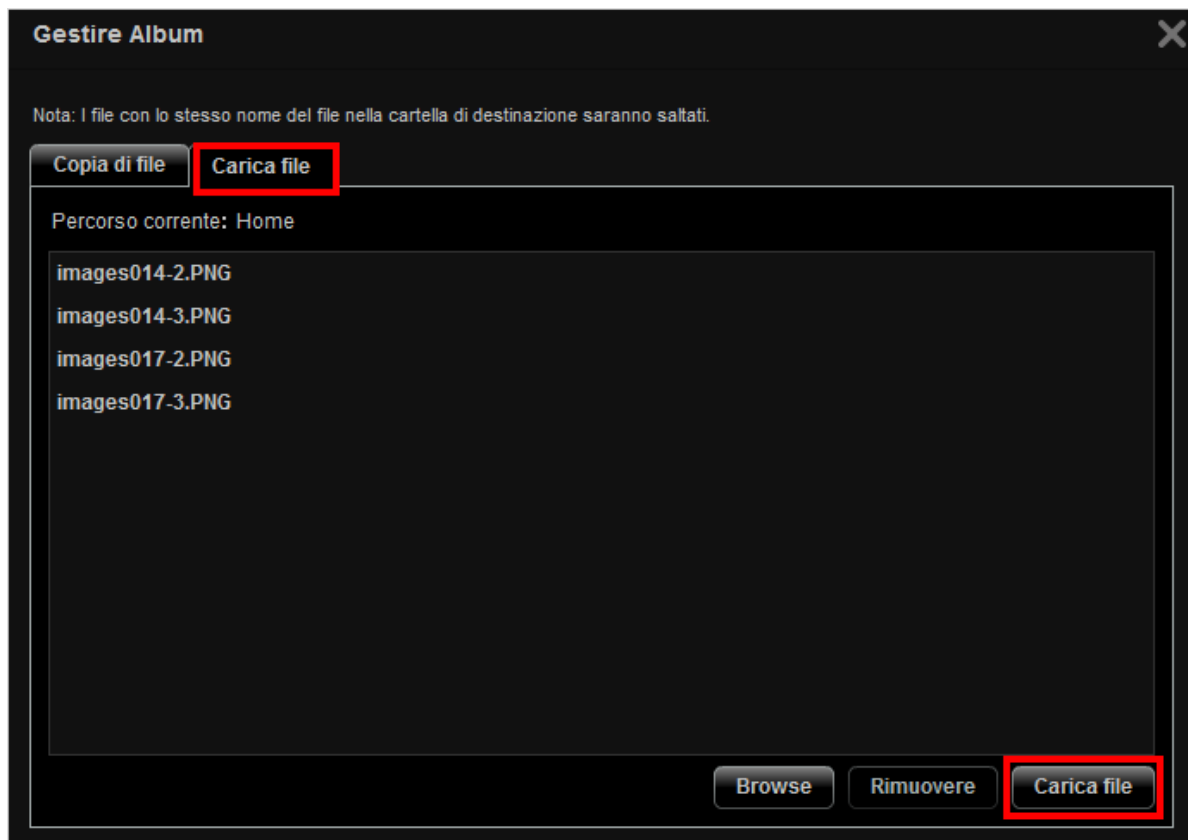 Gestire Album
Nota: I file con lo stesso nome del file nella cartella di destinazione saranno saltati.
Copia di file
Carica file
Percorso corrente: Home
images014-2.PNG
images014-3.PNG
images017-2.PNG
images017-3.PNG
Browse
Rimuovere
Carica file